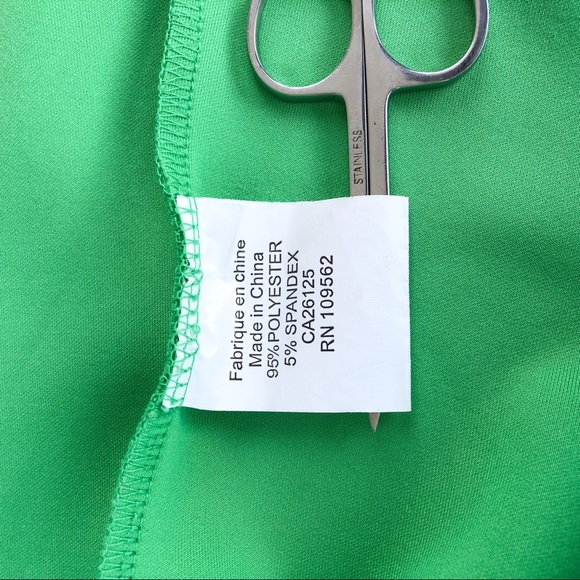 STAINLESS
Fabrique en chine
Made in China
95% POLYESTER
5% SPANDEX
CA26125
RN 109562